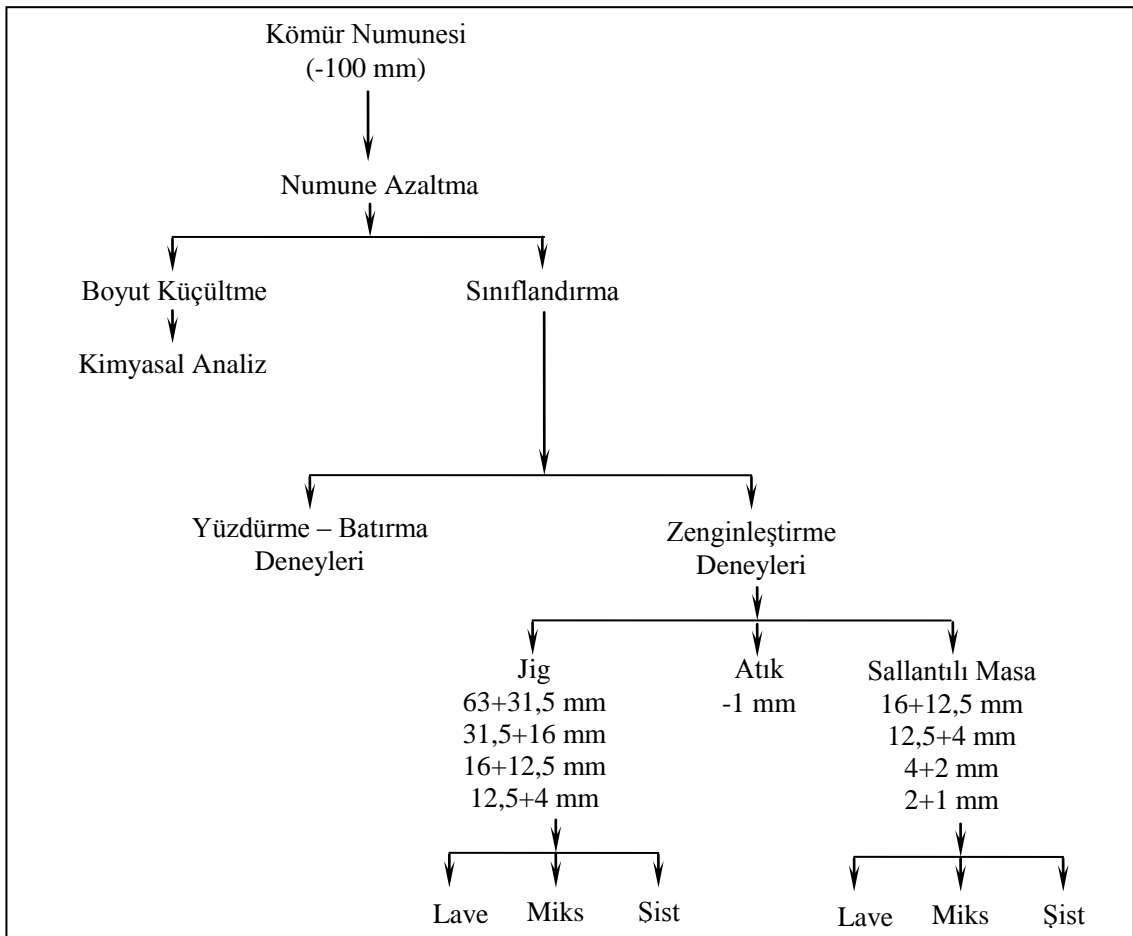 Kömür Numunesi
(-100 mm)
Numune Azaltma
Boyut Küçültme
Sınıflandırma
Kimyasal Analiz
Yüzdürme – Batırma
Deneyleri
Zenginleştirme
Deneyleri
Jig
63+31,5 mm
31,5+16 mm
16+12,5 mm
12,5+4 mm
Atık
-1 mm
Sallantılı Masa
16+12,5 mm
12,5+4 mm
4+2 mm
2+1 mm
Lave
Miks
Şist
Lave
Miks
Şist